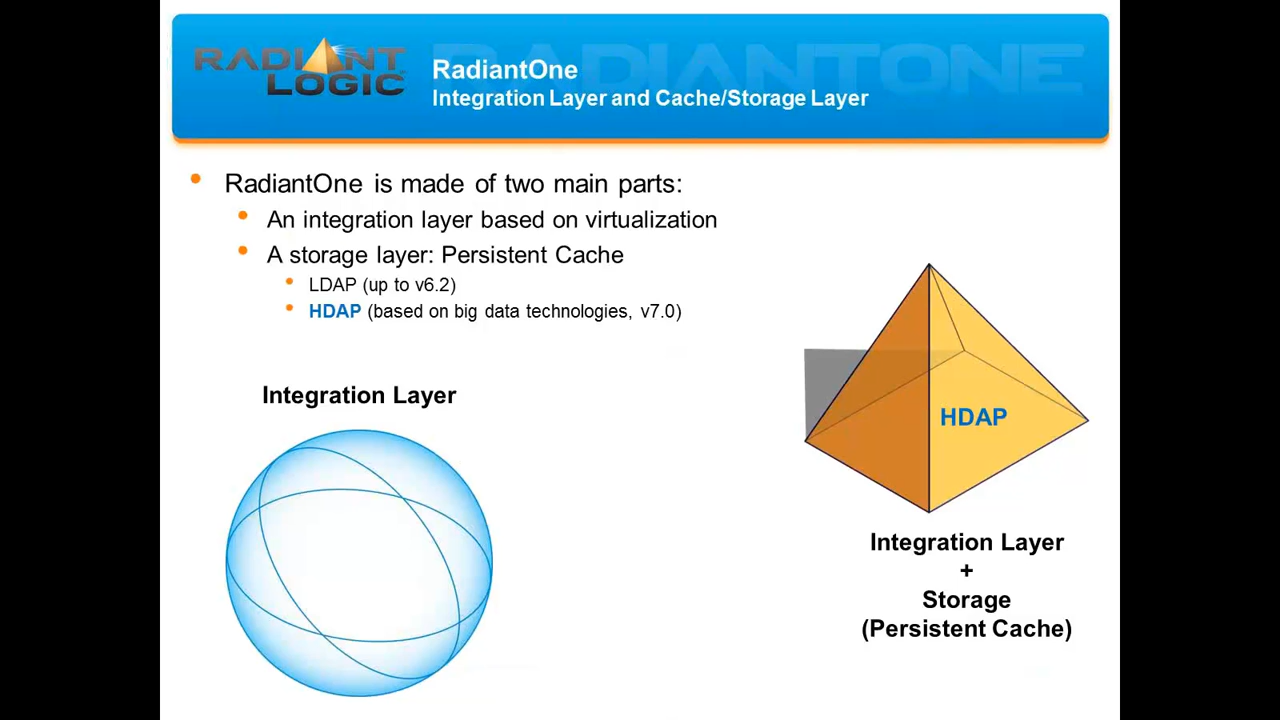 RADIANT
LOGIC
RADIANTONE
RadiantOne
Integration Layer and Cache/Storage Layer
• RadiantOne is made of two main parts:
• An integration layer based on virtualization
• A storage layer: Persistent Cache
• LDAP (up to v6.2)
• HDAP (based on big data technologies, v7.0)
Integration Layer
HDAP
Integration Layer
+
Storage
(Persistent Cache)